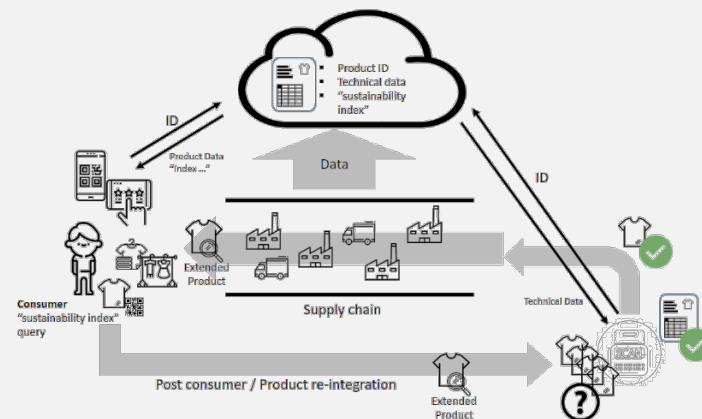 Product ID
Technical data
"sustainability
index"
ID
Product Data
"Index ..."
Data
ID
2
Extended
Product
Supply chain
Technical Data
Consumer
"sustainability index"
query
SCAN
Post consumer / Product re-integration
Extended
Product
?